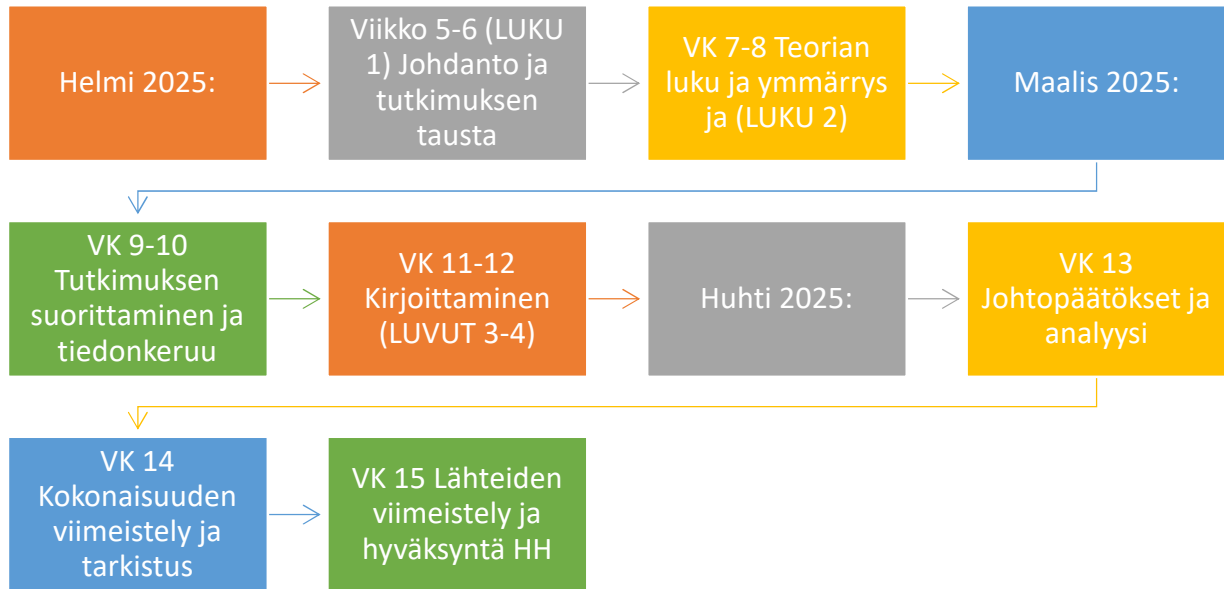 Helmi 2025:
Viikko 5-6 (LUKU
1) Johdanto ja
tutkimuksen
tausta
VK 7-8 Teorian
luku ja ymmärrys
ja (LUKU 2)
Maalis 2025:
VK 9-10
Tutkimuksen
suorittaminen ja
tiedonkeruu
VK 11-12
Kirjoittaminen
(LUVUT 3-4)
Huhti 2025:
VK 13
Johtopäätökset ja
analyysi
VK 14
Kokonaisuuden
viimeistely ja
tarkistus
VK 15 Lähteiden
viimeistely ja
hyväksyntä HH